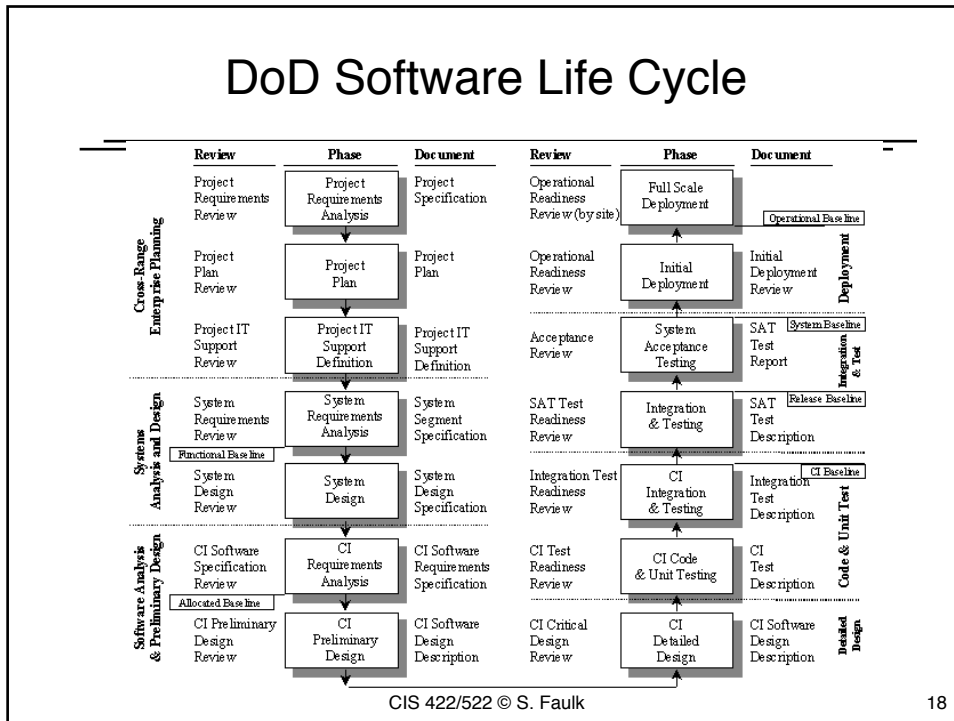 DoD Software Life Cycle
Review
Phase
Document
Cross-Range
Enterprise Planning
Project
Requirements
Review
Project
Requirements
Analysis
Project
Specification
Project
Plan
Review
Project
Plan
Project
Plan
Project IT
Support
Review
Project IT
Support
Definition
Project IT
Support
Definition
Systems
Analysis and Design
System
Requirements
Review
System
Requirements
Analysis
System
Segment
Specification
Functional Baseline
System
Design
Review
System
Design
System
Design
Specification
Software Analysis
& Preliminary Design
CI Software
Specification
Review
CI
Requirements
Analysis
CI Software
Requirements
Specification
Allocated Baseline
CI Preliminary
Design
Review
CI
Preliminary
Design
CI Software
Design
Description
Review
Phase
Document
Operational
Readiness
Review (by site)
Full Scale
Deployment
Operational Baseline
Operational
Readiness
Review
Initial
Deployment
Initial
Deployment
Review
Deployment
Acceptance
Review
System
Acceptance
Testing
SAT
Test
Report
System Baseline
Integration
& Test
SAT Test
Readiness
Review
Integration
& Testing
SAT
Test
Description
Release Baseline
Integration Test
Readiness
Review
CI
Integration
& Testing
Integration
Test
Description
CI Baseline
Code & Unit Test
CI Test
Readiness
Review
CI Code
& Unit Testing
CI
Test
Description
CI Critical
Design
Review
CI
Detailed
Design
CI Software
Design
Description
Detailed
Design
CIS 422/522 © S. Faulk
18